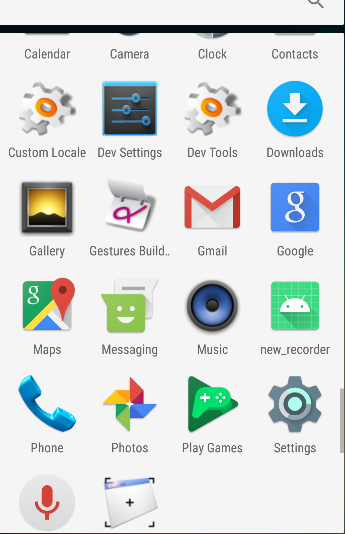 Calendar Camera Clock Contacts
Custom Locale Dev Settings Dev Tools Downloads
Gallery Gestures Build.. Gmail Google
Maps Messaging Music new_recorder
Phone Photos Play Games Settings